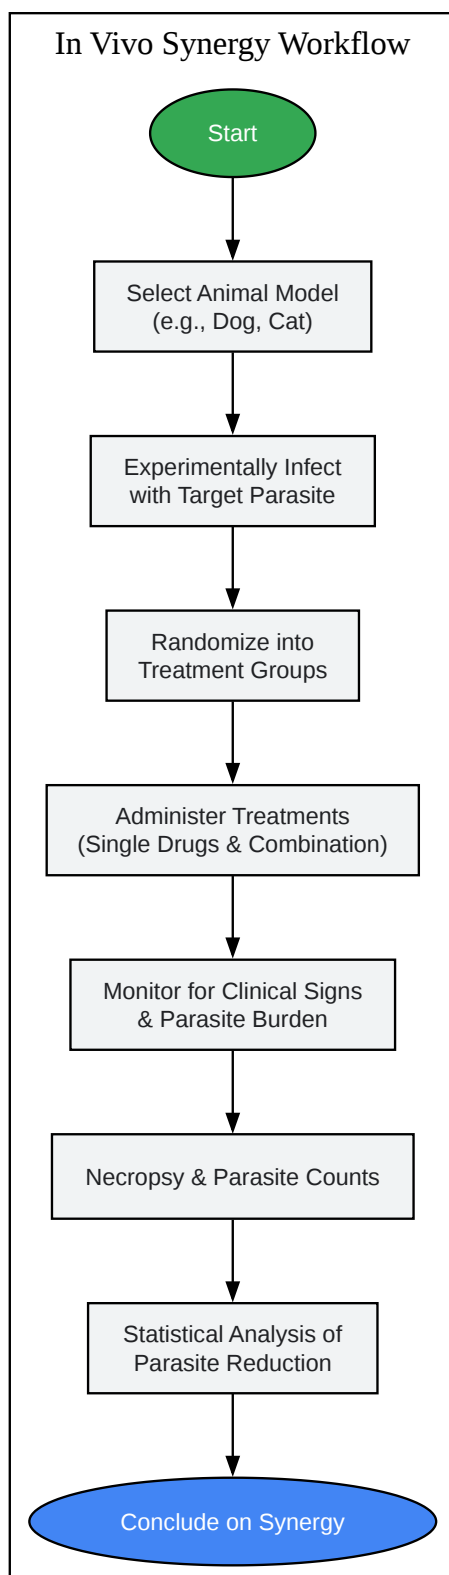 In Vivo Synergy Workflow
Start
Select Animal Model
(e.g., Dog, Cat)
Experimentally Infect
with Target Parasite
Randomize into
Treatment Groups
Administer Treatments
(Single Drugs & Combination)
Monitor for Clinical Signs
& Parasite Burden
Necropsy & Parasite Counts
Statistical Analysis of
Parasite Reduction
Conclude on Synergy